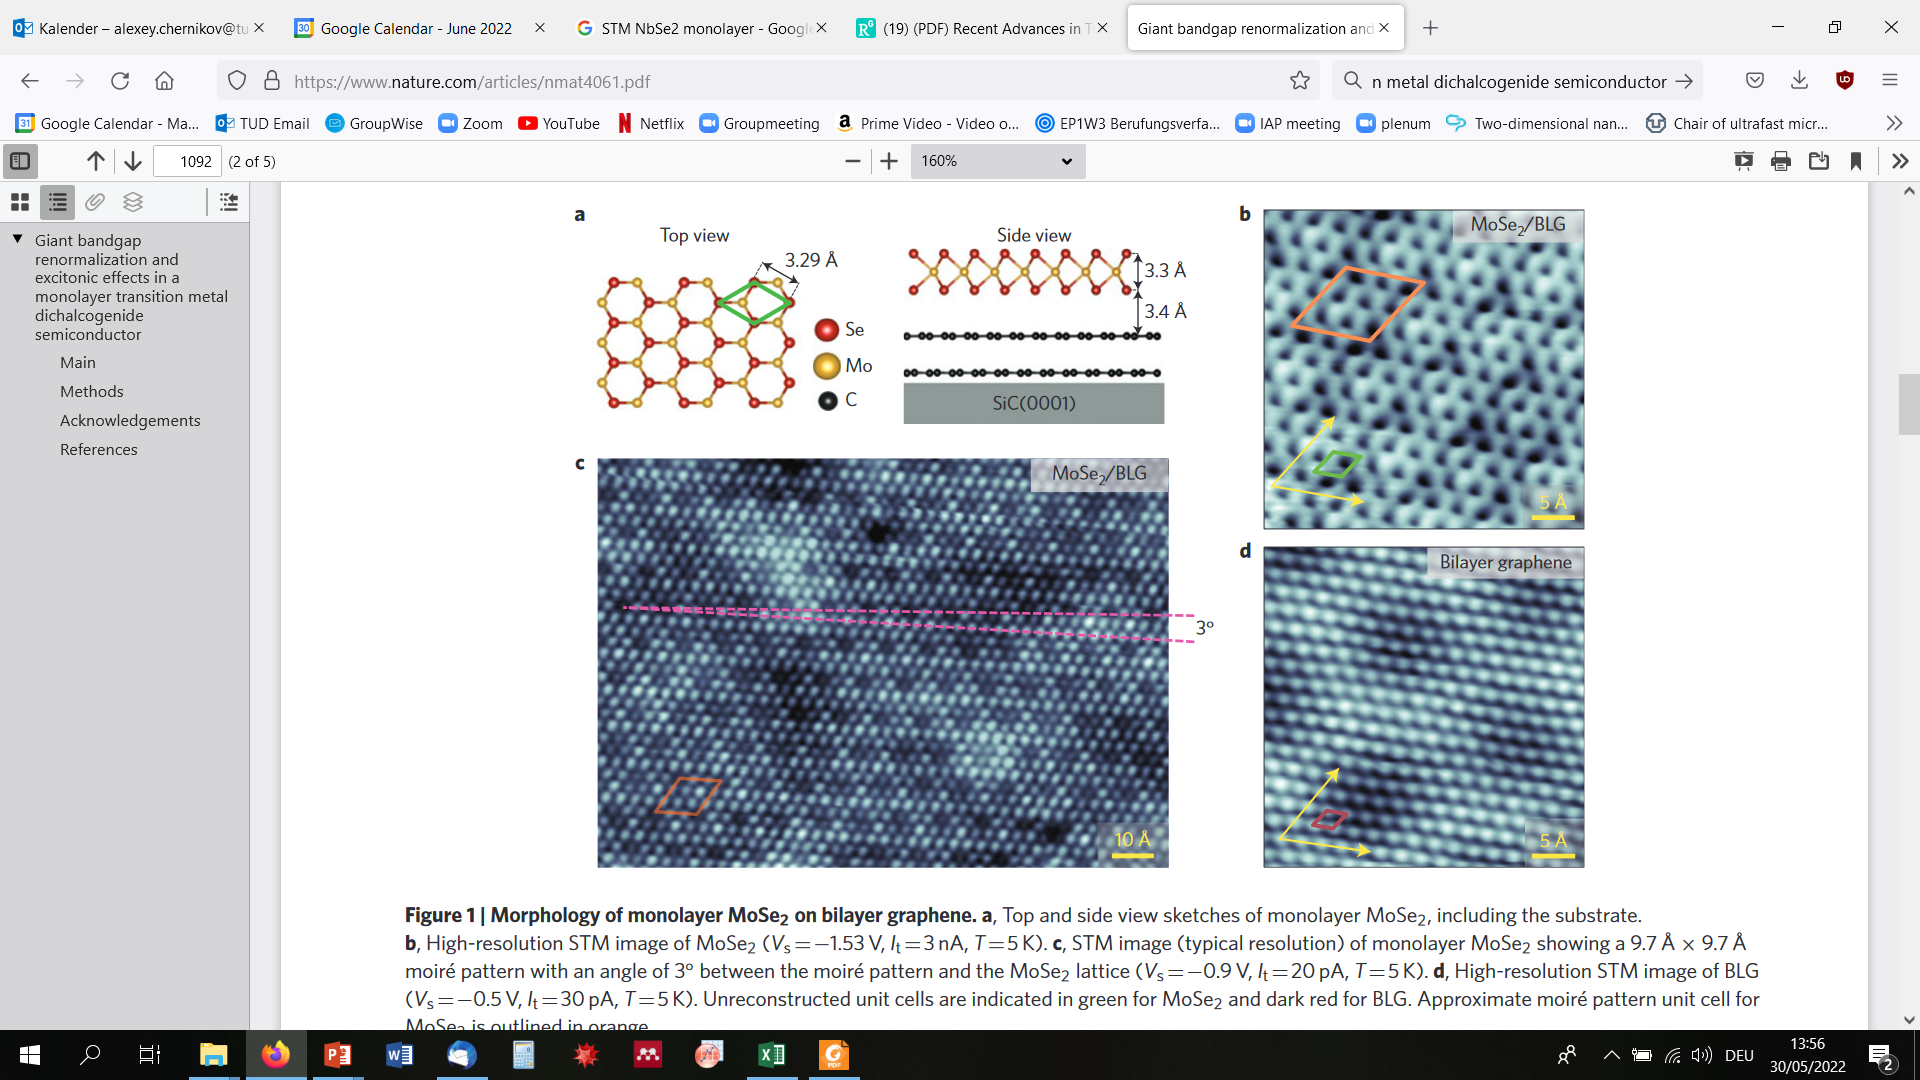 Kalender – alexey.chernikov@tu
Google Calendar - June 2022
STM NbSe2 monolayer - Googl
(19) (PDF) Recent Advances in T
Giant bandgap renormalization and
https://www.nature.com/articles/nmat4061.pdf
n metal dichalcogenide semiconductor
Google Calendar - Ma...
TUD Email
GroupWise
Zoom
YouTube
Netflix
Groupmeeting
Prime Video - Video o...
EP1W3 Berufungsverfa...
IAP meeting
plenum
Two-dimensional nan...
Chair of ultrafast micr...
1092 (2 of 5)
160%
Giant bandgap
renormalization and
excitonic effects in a
monolayer transition metal
dichalcogenide
semiconductor
Main
Methods
Acknowledgements
References
a
Top view
3.29 Å
Se
Mo
C
Side view
3.3 Å
3.4 Å
SiC(0001)
b
MoSe₂/BLG
5 Å
c
MoSe₂/BLG
3°
10 Å
d
Bilayer graphene
5 Å
Figure 1 | Morphology of monolayer MoSe₂ on bilayer graphene. a, Top and side view sketches of monolayer MoSe₂, including the substrate.
b, High-resolution STM image of MoSe₂ (Vs = −1.53 V, It = 3 nA, T = 5 K). c, STM image (typical resolution) of monolayer MoSe₂ showing a 9.7 Å × 9.7 Å
moiré pattern with an angle of 3° between the moiré pattern and the MoSe₂ lattice (Vs = −0.9 V, It = 20 pA, T = 5 K). d, High-resolution STM image of BLG
(Vs = −0.5 V, It = 30 pA, T = 5 K). Unreconstructed unit cells are indicated in green for MoSe₂ and dark red for BLG. Approximate moiré pattern unit cell for
MoSe₂ is outlined in orange.
DEU
13:56
30/05/2022
2